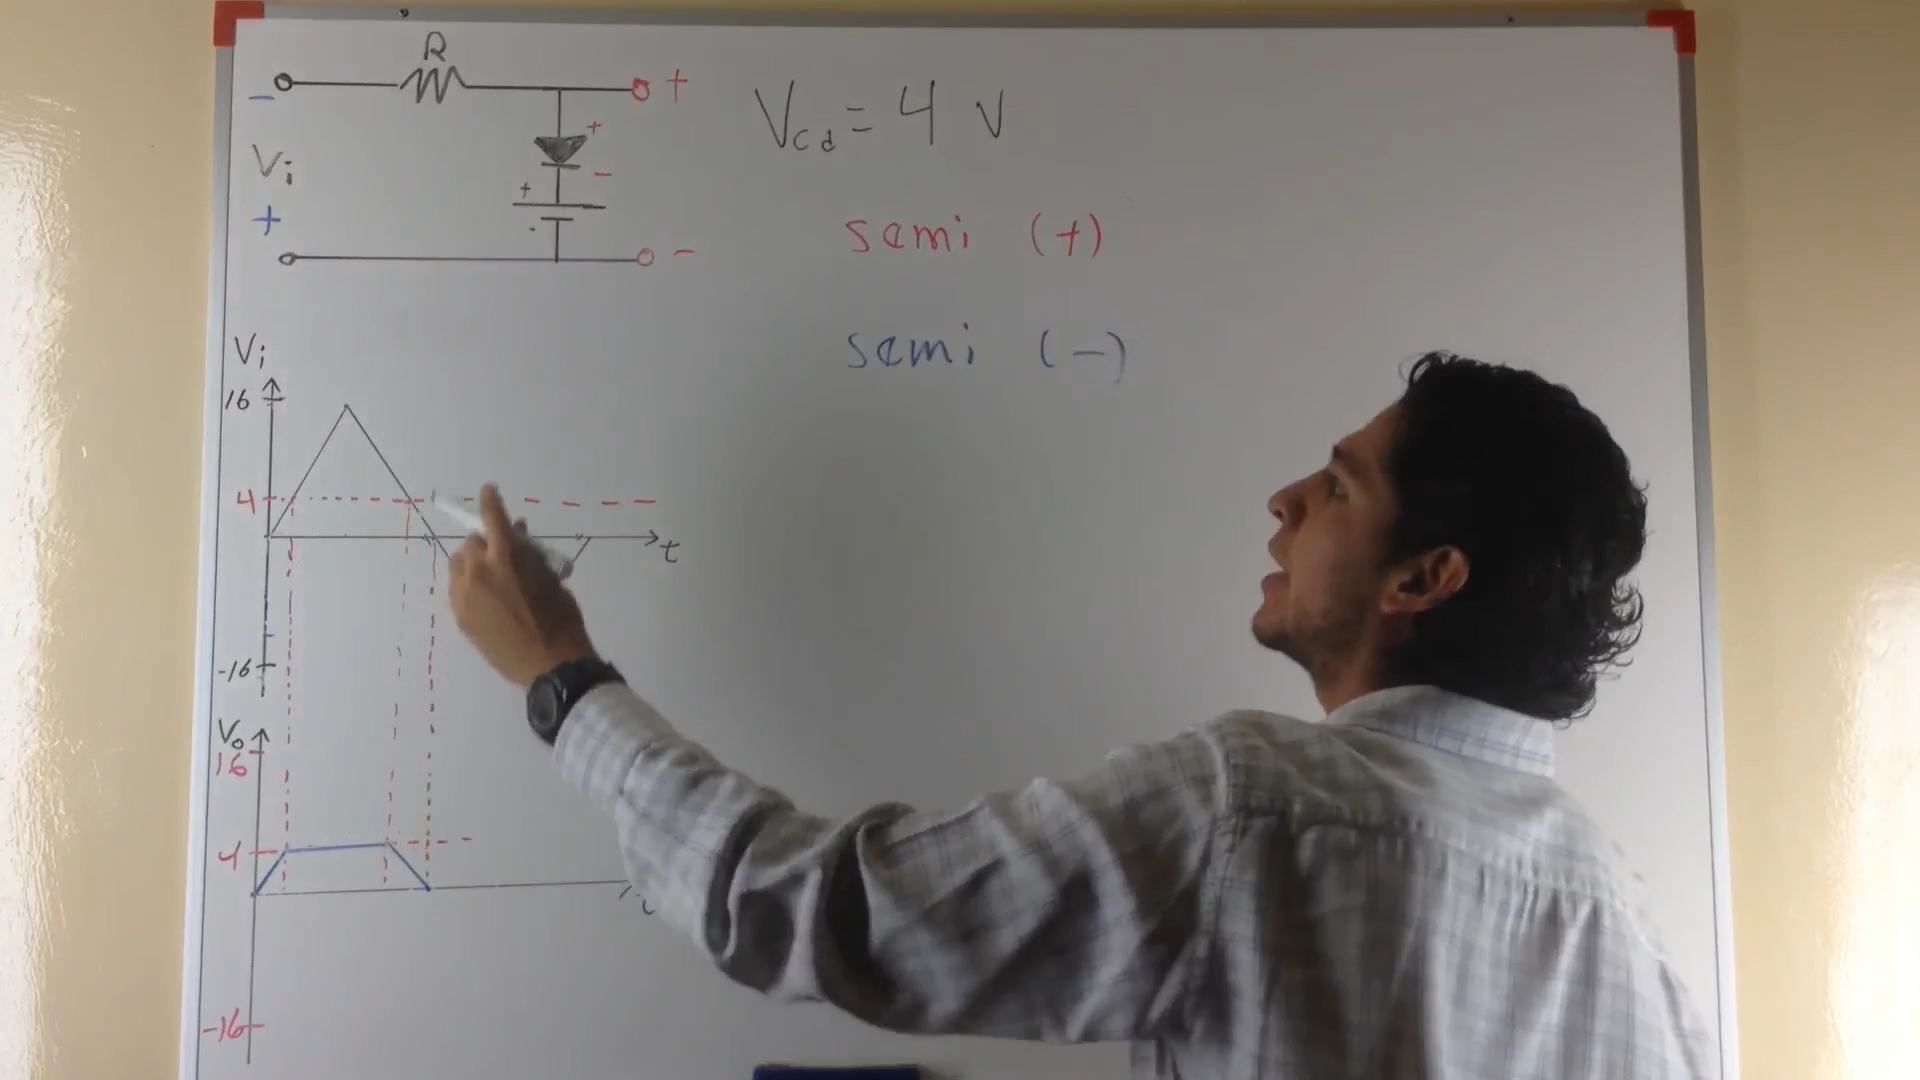 R
+
-
Vi
+
+
-
+
-
-
Vcd = 4 V
semi (+)
semi (-)
Vi
16
4
t
-16
Vo
16
4
-16